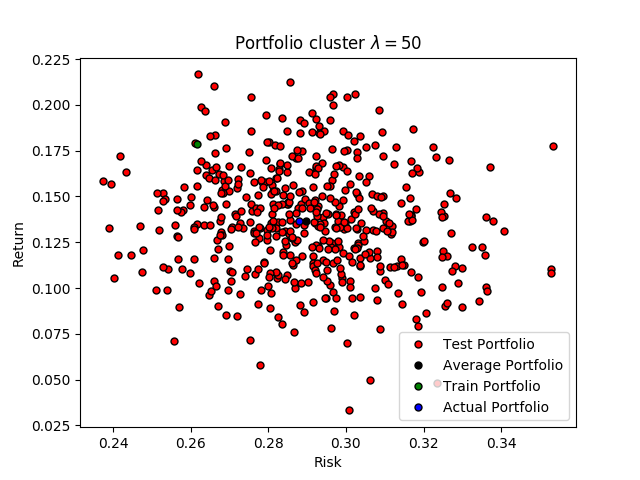 Portfolio cluster λ = 50
Return
0.225
0.200
0.175
0.150
0.125
0.100
0.075
0.050
0.025
Test Portfolio
Average Portfolio
Train Portfolio
Actual Portfolio
0.24 0.26 0.28 0.30 0.32 0.34
Risk